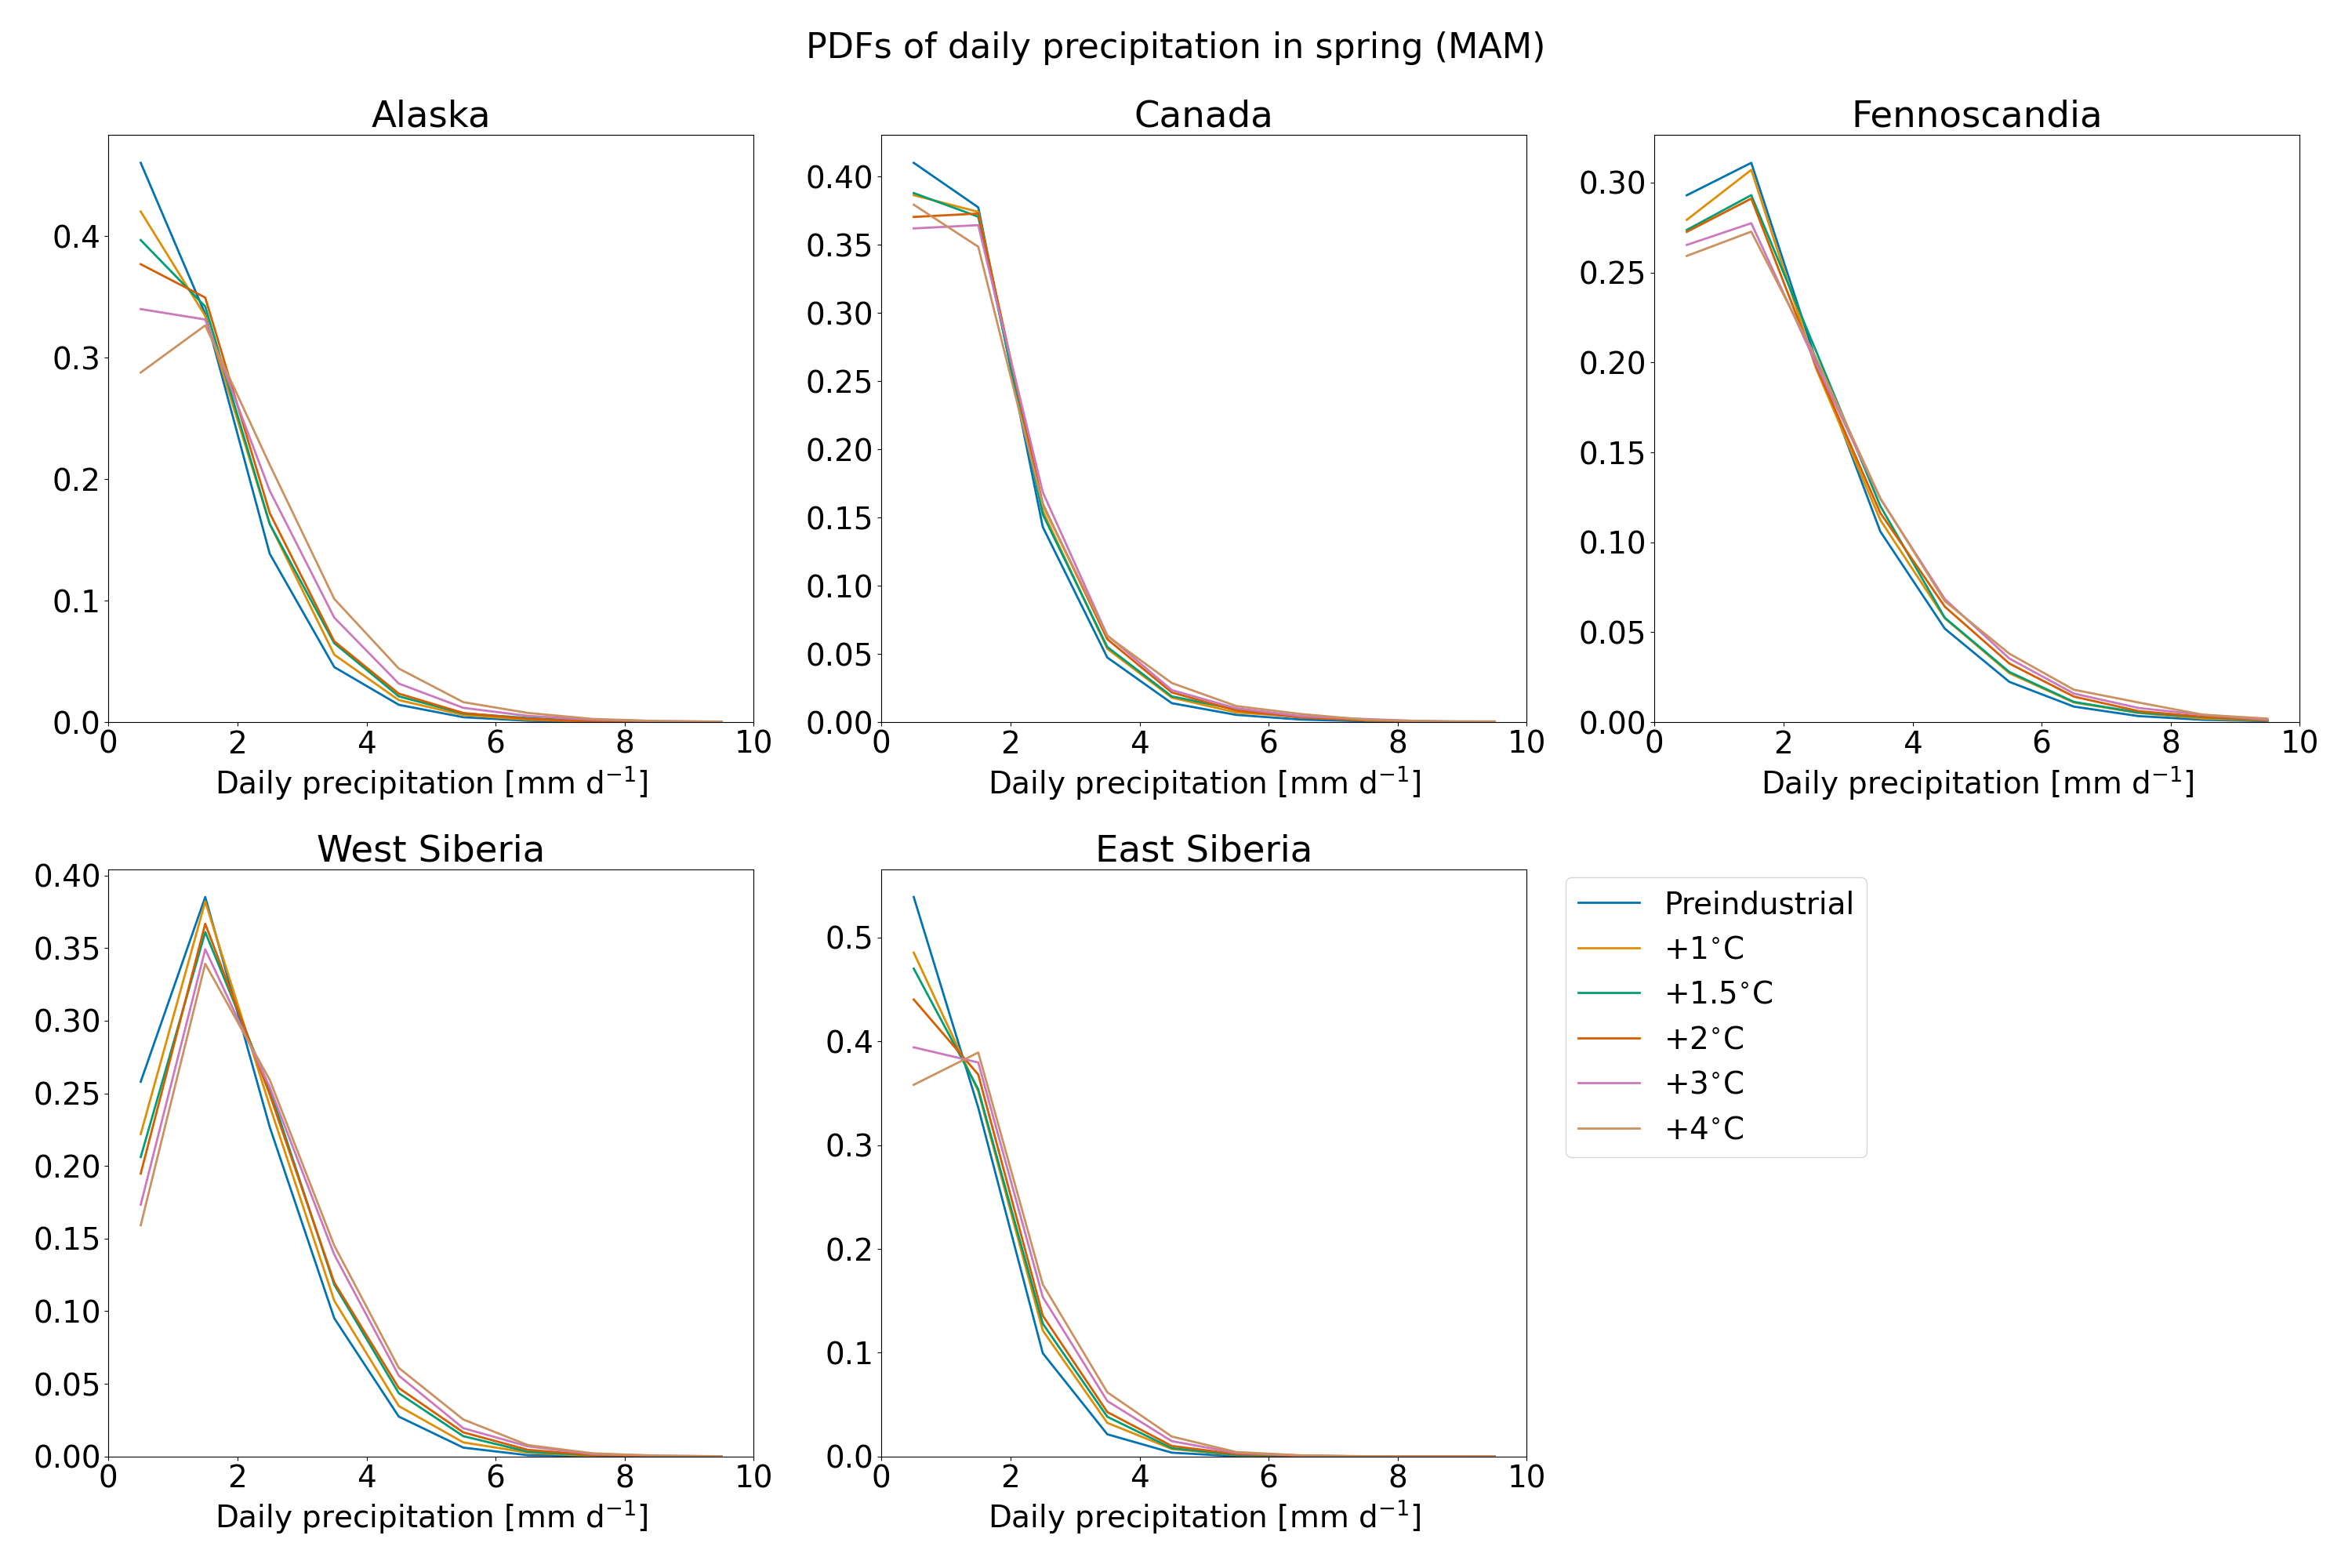 PDFs of daily precipitation in spring (MAM)
Alaska
0.4
0.3
0.2
0.1
0.0
0 2 4 6 8 10
Daily precipitation [mm d⁻¹]
Canada
0.40
0.35
0.30
0.25
0.20
0.15
0.10
0.05
0.00
0 2 4 6 8 10
Daily precipitation [mm d⁻¹]
Fennoscandia
0.30
0.25
0.20
0.15
0.10
0.05
0.00
0 2 4 6 8 10
Daily precipitation [mm d⁻¹]
West Siberia
0.40
0.35
0.30
0.25
0.20
0.15
0.10
0.05
0.00
0 2 4 6 8 10
Daily precipitation [mm d⁻¹]
East Siberia
0.5
0.4
0.3
0.2
0.1
0.0
0 2 4 6 8 10
Daily precipitation [mm d⁻¹]
Preindustrial
+1°C
+1.5°C
+2°C
+3°C
+4°C